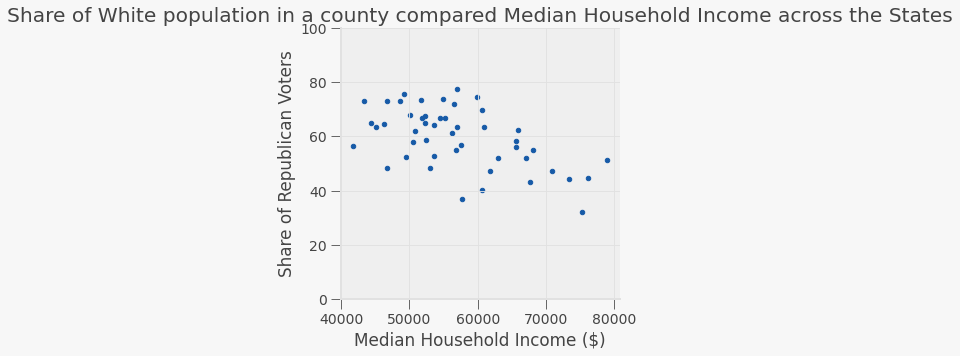 Share of White population in a county compared Median Household Income across the States
100
80
60
40
20
0
Share of Republican Voters
40000 50000 60000 70000 80000
Median Household Income ($)